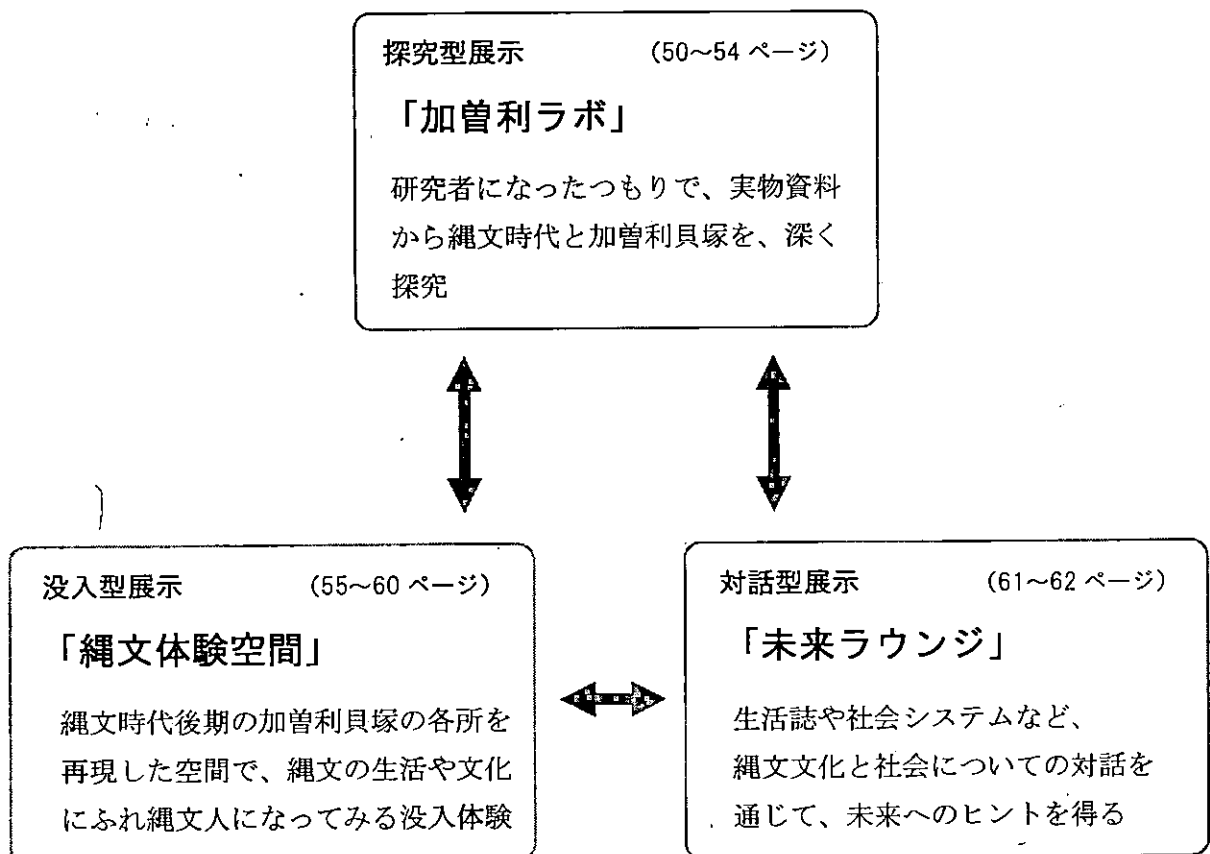 探究型展示 (50～54 ページ)
「加曽利ラボ」
研究者になったつもりで、実物資料
から縄文時代と加曽利貝塚を、深く
探究
没入型展示 (55～60 ページ)
「縄文体験空間」
縄文時代後期の加曽利貝塚の各所を
再現した空間で、縄文の生活や文化
にふれ縄文人になってみる没入体験
対話型展示 (61～62 ページ)
「未来ラウンジ」
生活誌や社会システムなど、
縄文文化と社会についての対話を
通じて、未来へのヒントを得る